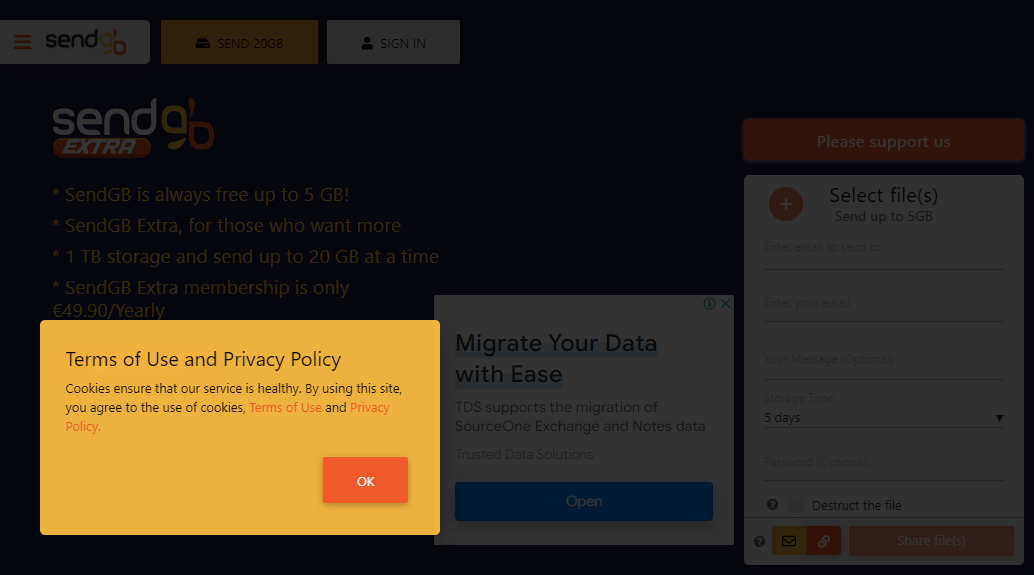 sendgb
SEND 20GB
SIGN IN
sendgb
EXTRA
* SendGB is always free up to 5 GB!
* SendGB Extra, for those who want more
* 1 TB storage and send up to 20 GB at a time
* SendGB Extra membership is only
€49.90/Yearly
Terms of Use and Privacy Policy
Cookies ensure that our service is healthy. By using this site,
you agree to the use of cookies, Terms of Use and Privacy
Policy.
OK
Migrate Your Data
with Ease
TDS supports the migration of
SourceOne Exchange and Notes data
Trusted Data Solutions
Open
Please support us
Select file(s)
Send up to 5GB
Enter email to send to
Enter your email
Your Message (Optional)
Storage Time
5 days
Password (Optional)
Destruct the file
Share file(s)